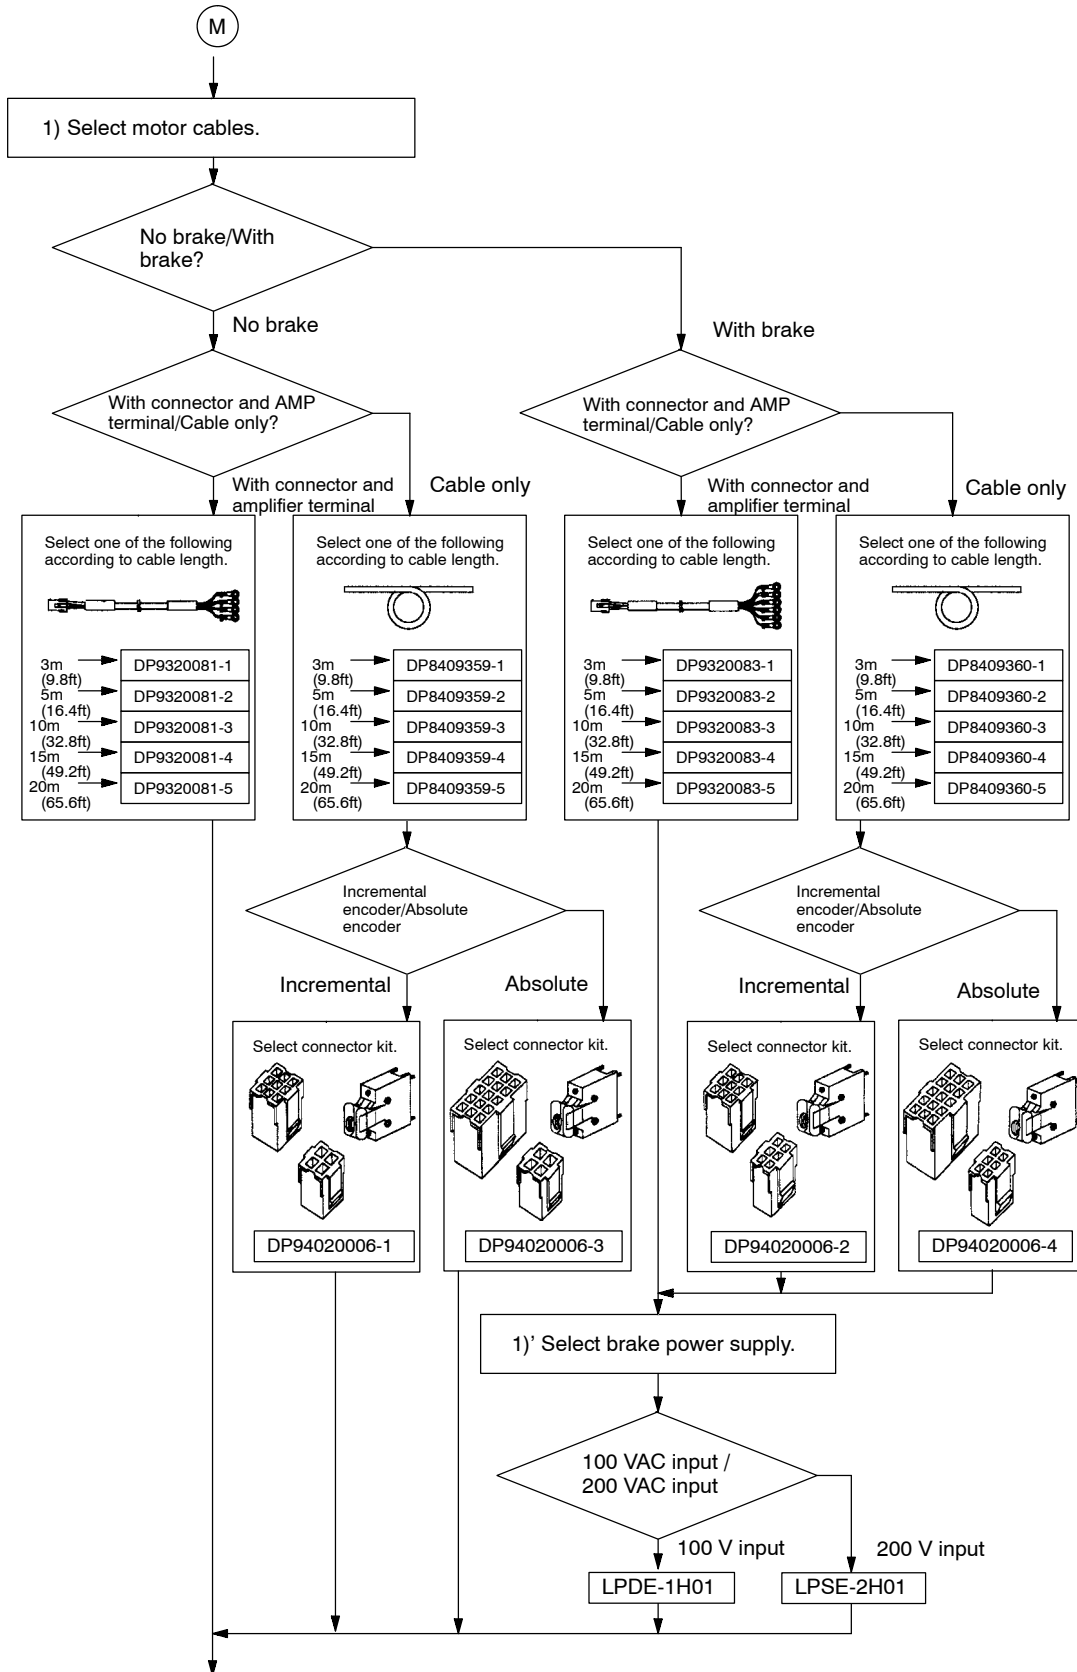 M
1) Select motor cables.
No brake/With
brake?
No brake
With brake
With connector and AMP
terminal/Cable only?
With connector and AMP
terminal/Cable only?
With connector and
amplifier terminal
Cable only
With connector and
amplifier terminal
Cable only
Select one of the following
according to cable length.
3m
(9.8ft)
DP9320081-1
5m
(16.4ft)
DP9320081-2
10m
(32.8ft)
DP9320081-3
15m
(49.2ft)
DP9320081-4
20m
(65.6ft)
DP9320081-5
Select one of the following
according to cable length.
3m
(9.8ft)
DP8409359-1
5m
(16.4ft)
DP8409359-2
10m
(32.8ft)
DP8409359-3
15m
(49.2ft)
DP8409359-4
20m
(65.6ft)
DP8409359-5
Select one of the following
according to cable length.
3m
(9.8ft)
DP9320083-1
5m
(16.4ft)
DP9320083-2
10m
(32.8ft)
DP9320083-3
15m
(49.2ft)
DP9320083-4
20m
(65.6ft)
DP9320083-5
Select one of the following
according to cable length.
3m
(9.8ft)
DP8409360-1
5m
(16.4ft)
DP8409360-2
10m
(32.8ft)
DP8409360-3
15m
(49.2ft)
DP8409360-4
20m
(65.6ft)
DP8409360-5
Incremental
encoder/Absolute
encoder
Incremental
encoder/Absolute
encoder
Incremental
Absolute
Incremental
Absolute
Select connector kit.
DP94020006-1
Select connector kit.
DP94020006-3
Select connector kit.
DP94020006-2
Select connector kit.
DP94020006-4
1)' Select brake power supply.
100 VAC input /
200 VAC input
100 V input
200 V input
LPDE-1H01
LPSE-2H01